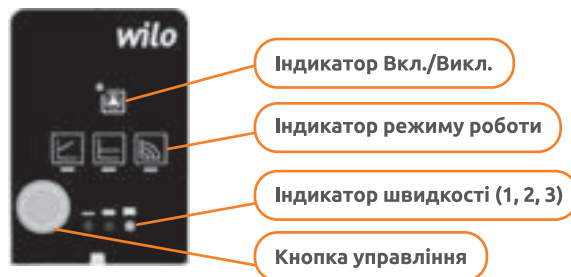 wilo
Індикатор Вкл./Викл.
Індикатор режиму роботи
Індикатор швидкості (1, 2, 3)
Кнопка управління